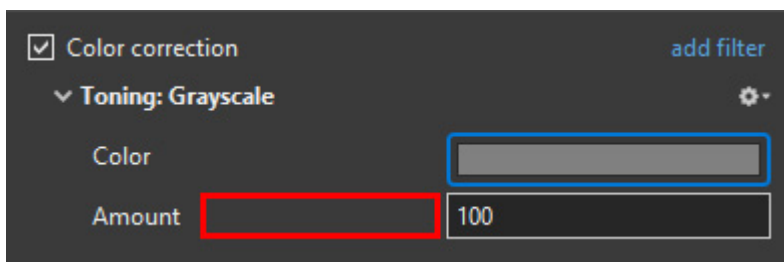 Color correction add filter
Toning: Grayscale
Color
Amount 100